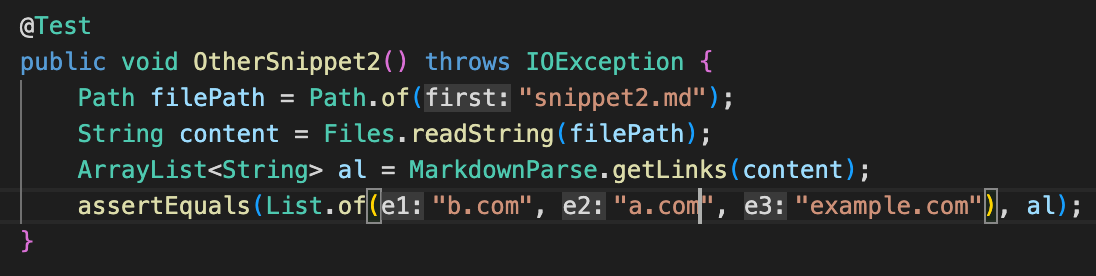 @Test
public void OtherSnippet2() throws IOException {
    Path filePath = Path.of(first: "snippet2.md");
    String content = Files.readString(filePath);
    ArrayList<String> al = MarkdownParse.getLinks(content);
    assertEquals(List.of(e1: "b.com", e2: "a.com", e3: "example.com"), al);
}